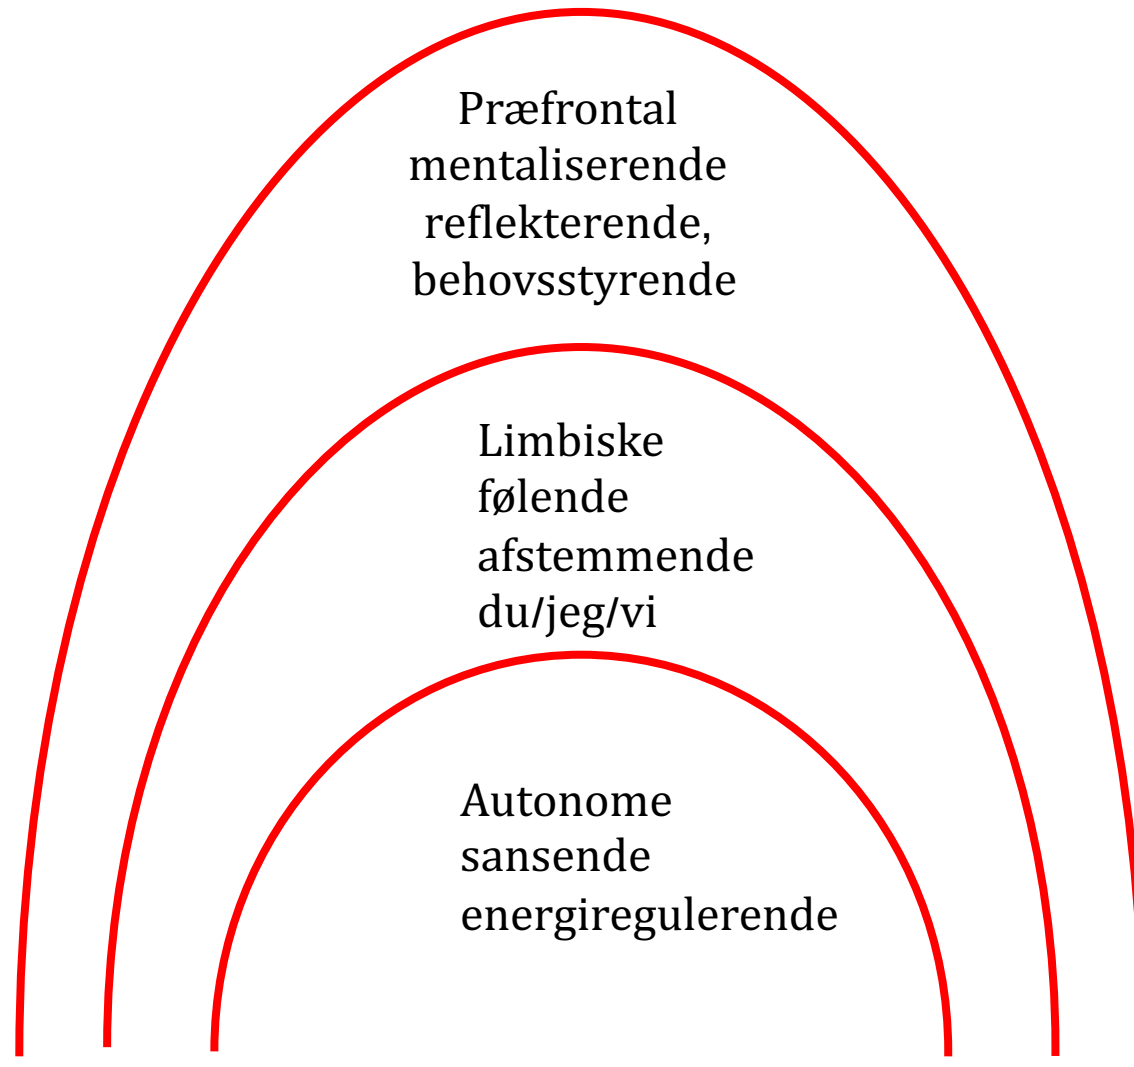 Præfrontal
mentaliserende
reflekterende,
behovsstyrende
Limbiske
følende
afstemmende
du/jeg/vi
Autonome
sansende
energiregulerende